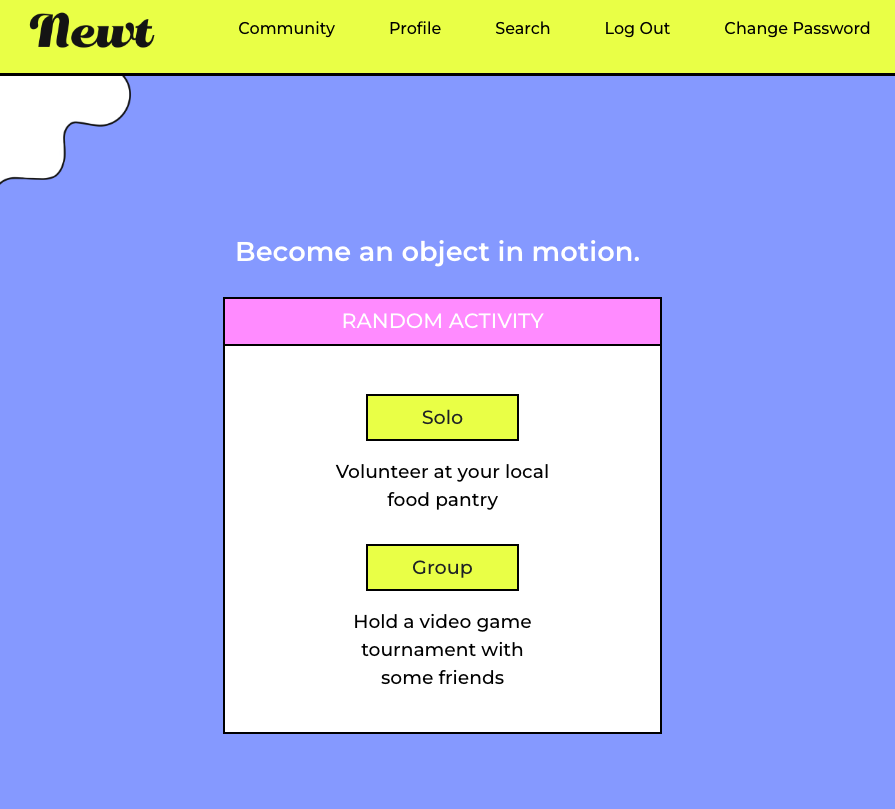 Newt
Community Profile Search Log Out Change Password
Become an object in motion.
RANDOM ACTIVITY
Solo
Volunteer at your local
food pantry
Group
Hold a video game
tournament with
some friends